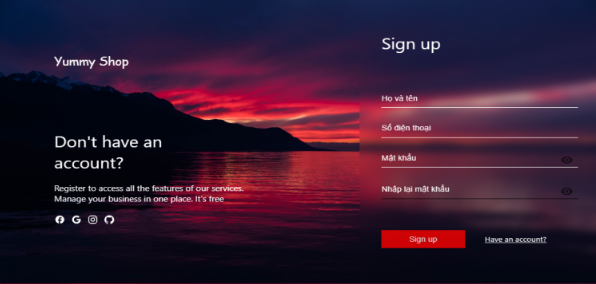 Yummy Shop
Don't have an
account?
Register to access all the features of our services.
Manage your business in one place. It's free
Sign up
Họ và tên
Số điện thoại
Mật khẩu
Nhập lại mật khẩu
Sign up
Have an account?